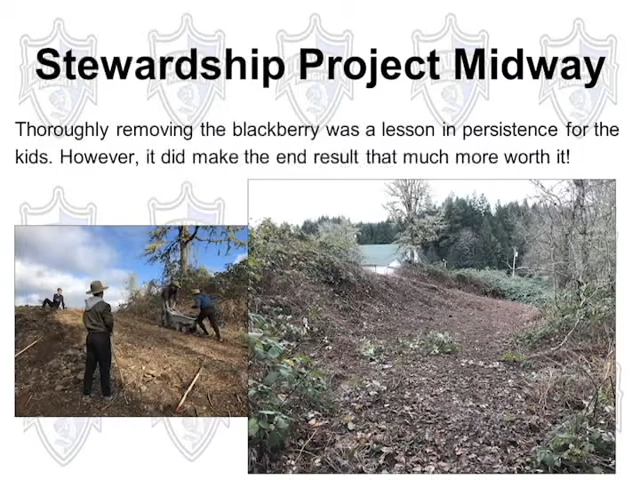 Stewardship Project Midway
Thoroughly removing the blackberry was a lesson in persistence for the
kids. However, it did make the end result that much more worth it!